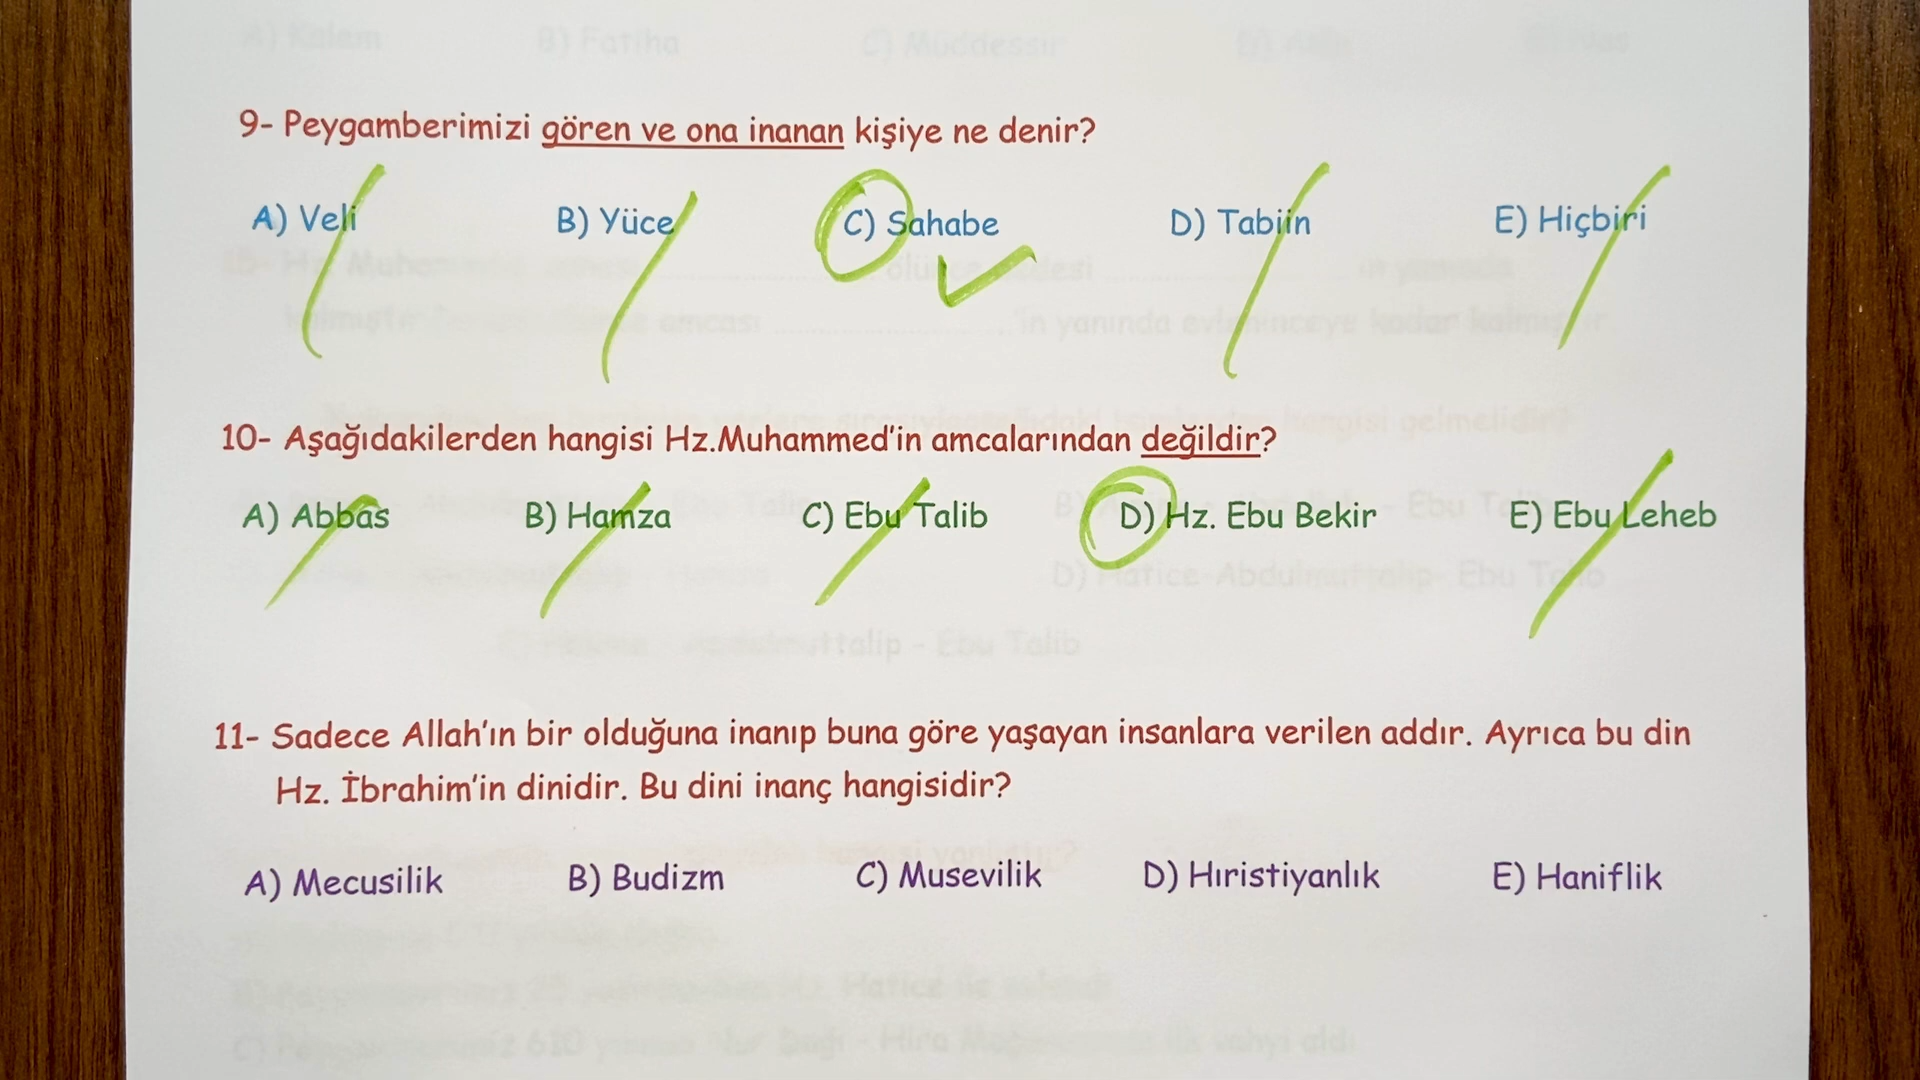 A) Kalem B) Fatiha C) Müddessir
9- Peygamberimizi gören ve ona inanan kişiye ne denir?
A) Veli B) Yüce C) Sahabe D) Tabiin E) Hiçbiri
10- Aşağıdakilerden hangisi Hz.Muhammed'in amcalarından değildir?
A) Abbas B) Hamza C) Ebu Talib D) Hz. Ebu Bekir E) Ebu Leheb
11- Sadece Allah'ın bir olduğuna inanıp buna göre yaşayan insanlara verilen addır. Ayrıca bu din
Hz. İbrahim'in dinidir. Bu dini inanç hangisidir?
A) Mecusilik B) Budizm C) Musevilik D) Hıristiyanlık E) Haniflik